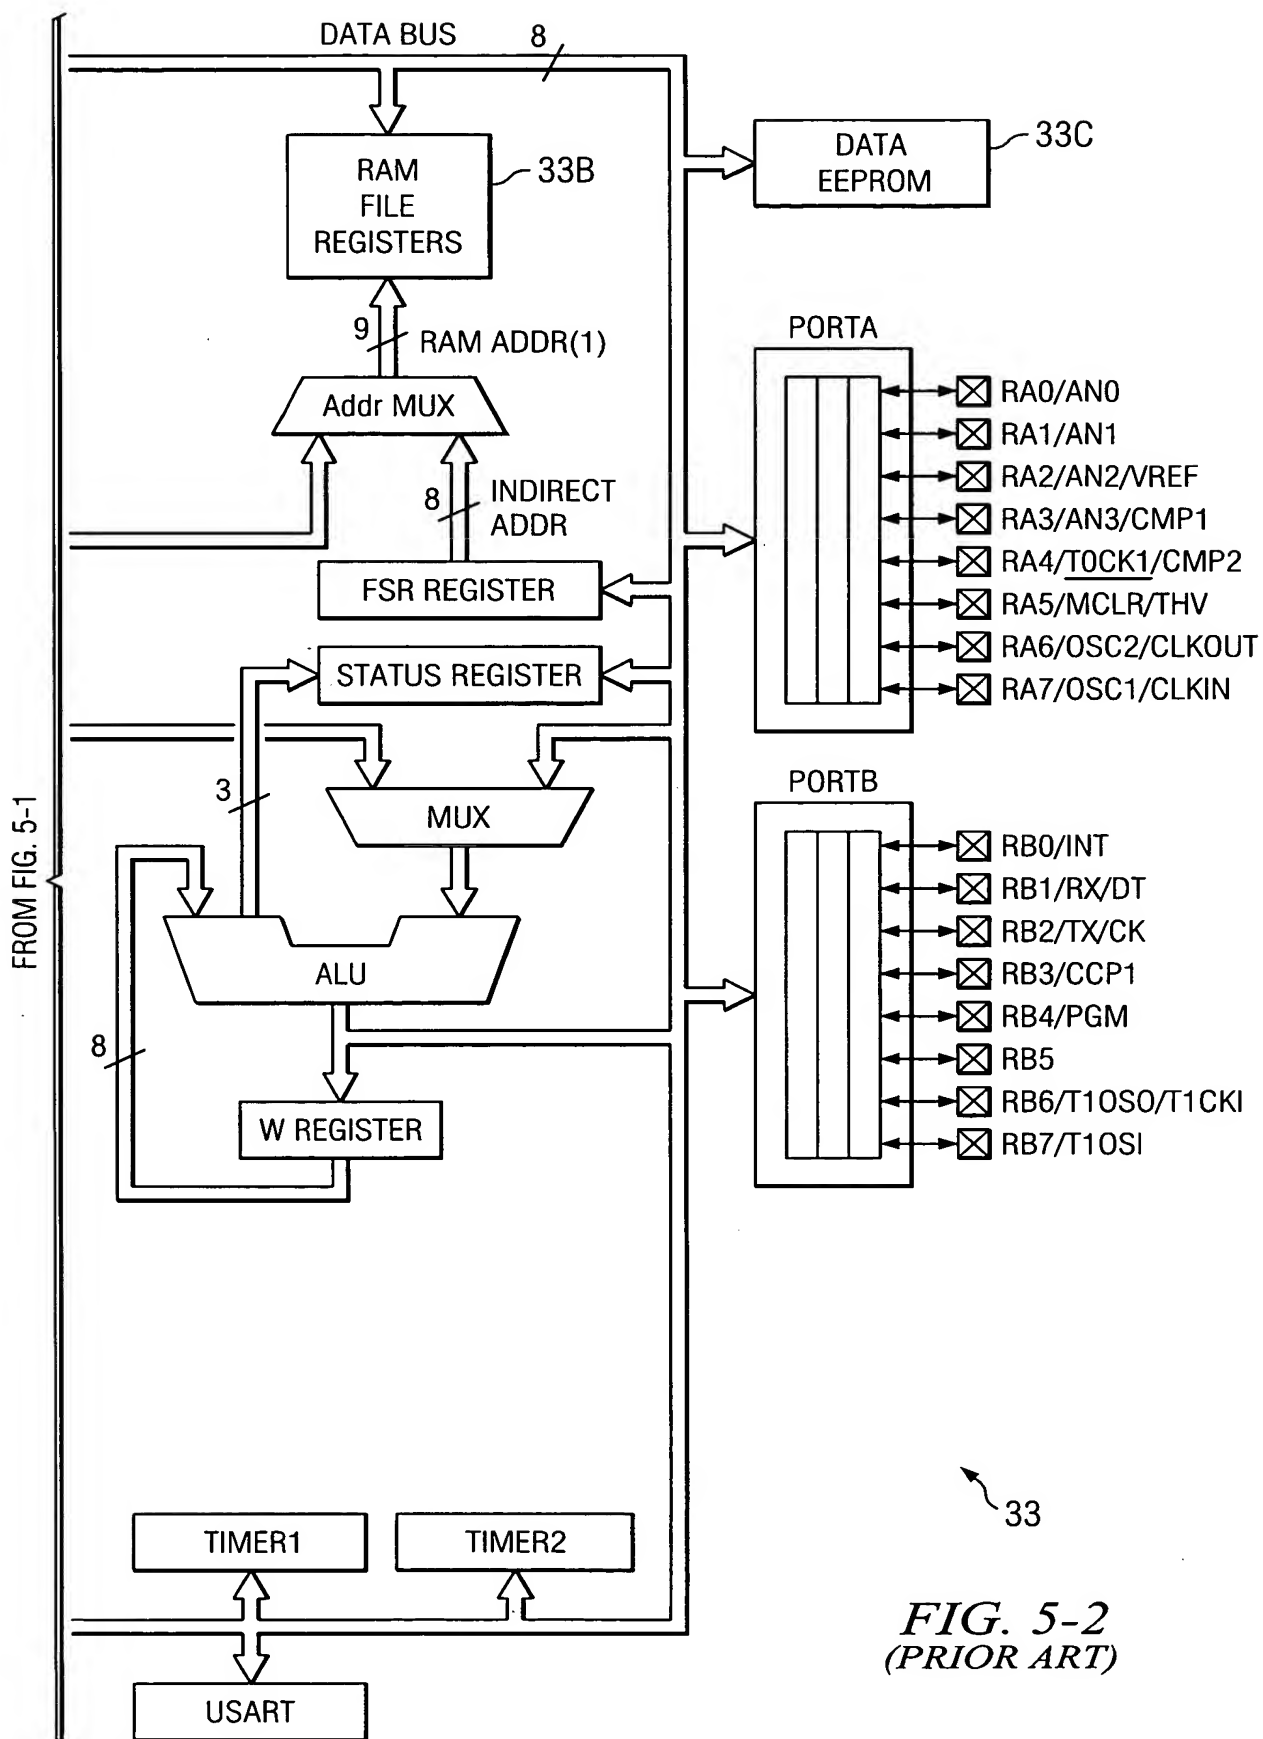 DATA BUS
8
RAM
FILE
REGISTERS
33B
DATA
EEPROM
33C
9
RAM ADDR(1)
Addr MUX
8
INDIRECT
ADDR
FSR REGISTER
STATUS REGISTER
3
MUX
ALU
8
W REGISTER
TIMER1
TIMER2
USART
PORTA
RA0/AN0
RA1/AN1
RA2/AN2/VREF
RA3/AN3/CMP1
RA4/T0CK1/CMP2
RA5/MCLR/THV
RA6/OSC2/CLKOUT
RA7/OSC1/CLKIN
PORTB
RB0/INT
RB1/RX/DT
RB2/TX/CK
RB3/CCP1
RB4/PGM
RB5
RB6/T1OSO/T1CKI
RB7/T1OSI
FROM FIG. 5-1
33
FIG. 5-2
(PRIOR ART)